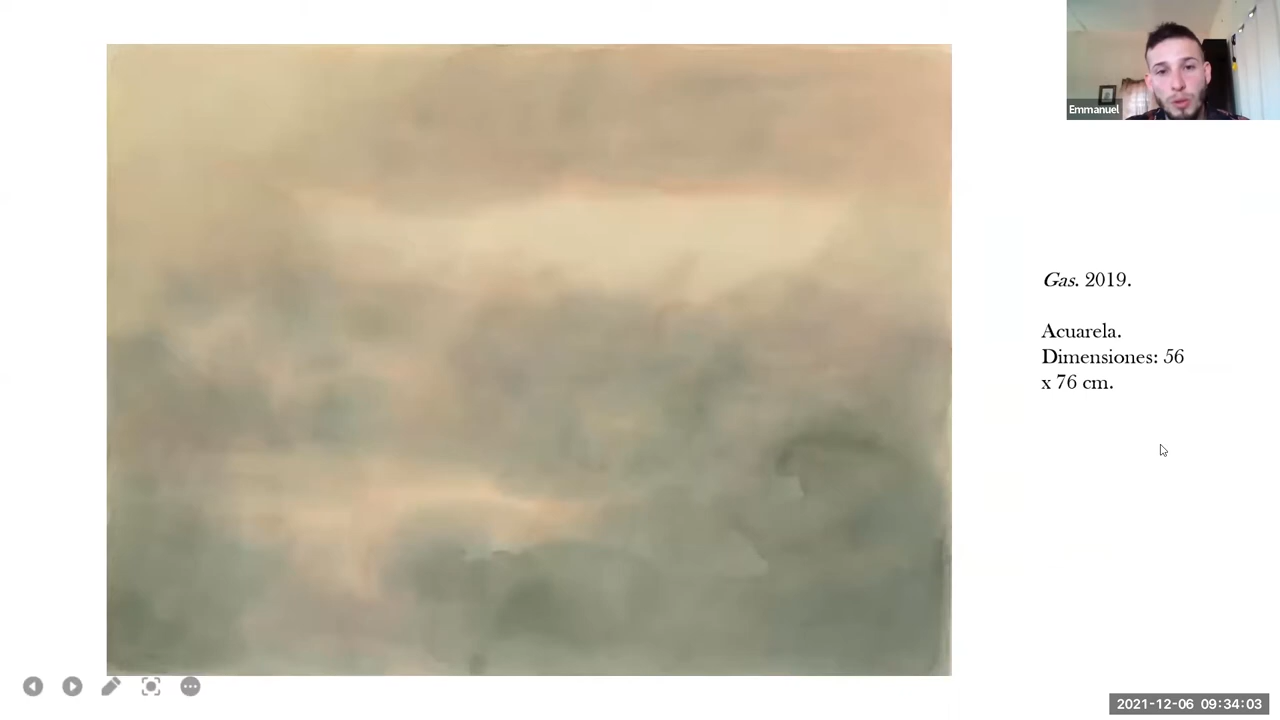 Emmanuel
Gas. 2019.
Acuarela.
Dimensiones: 56
x 76 cm.
2021-12-06 09:34:03